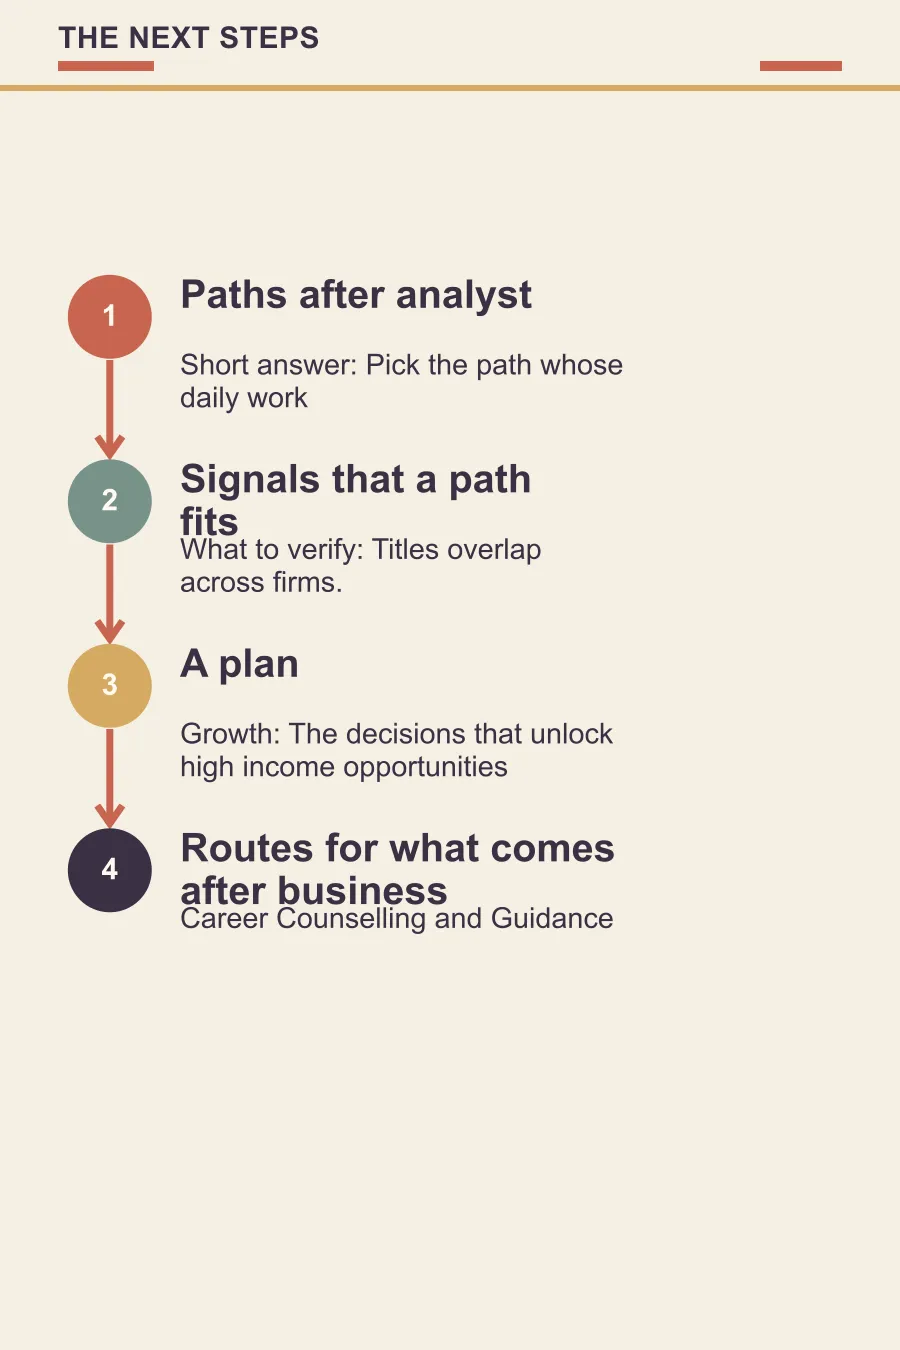 THE NEXT STEPS
1
Paths after analyst
Short answer: Pick the path whose
daily work
2
Signals that a path
fits
What to verify: Titles overlap
across firms.
3
A plan
Growth: The decisions that unlock
high income opportunities
4
Routes for what comes
after business
Career Counselling and Guidance